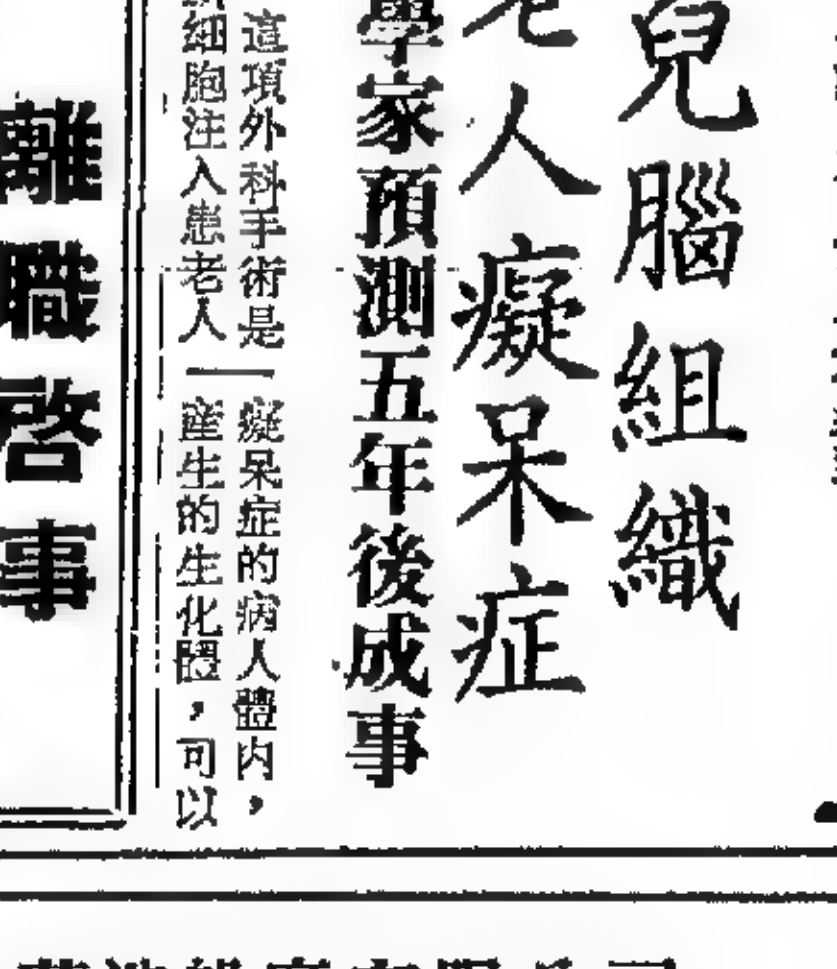 兒腦組織
老人癡呆症
學家預測五年後成事
這項外科手術是
細胞注入患老人
癡呆症的病人體內，
産生的生化體，可以
離職啓事